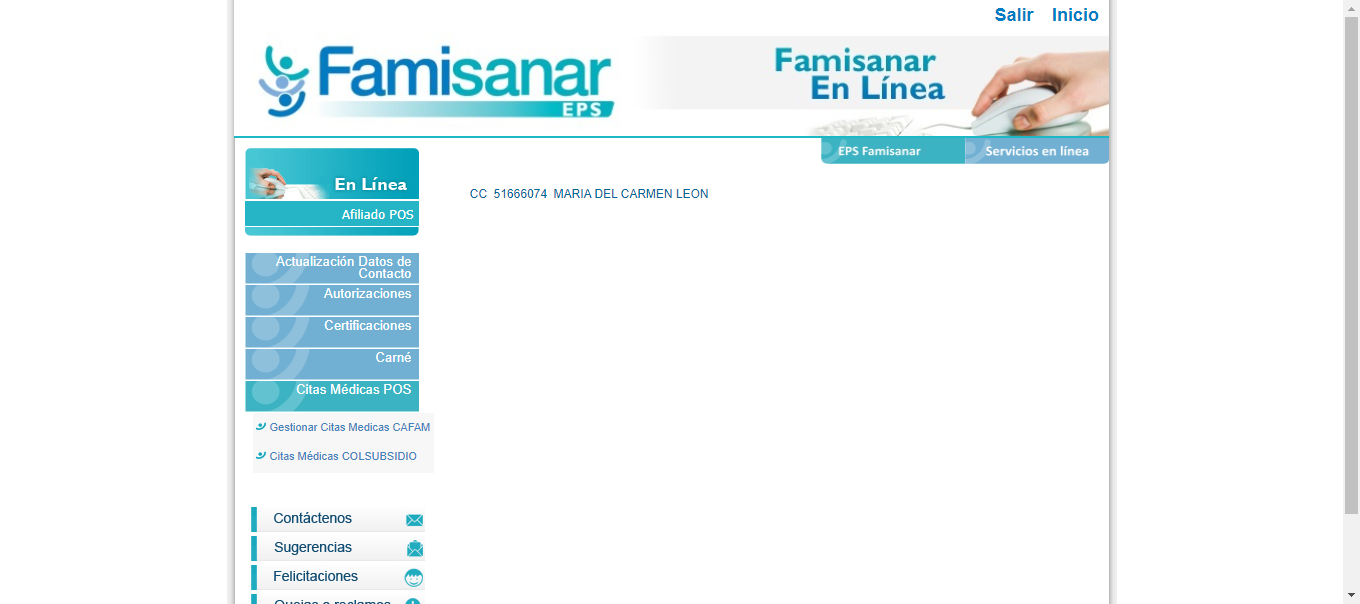 Salir Inicio
Famisanar
EPS
Famisanar
En Línea
EPS Famisanar Servicios en línea
En Línea
Afiliado POS
CC 51666074 MARIA DEL CARMEN LEON
Actualización Datos de
Contacto
Autorizaciones
Certificaciones
Carné
Citas Médicas POS
Gestionar Citas Medicas CAFAM
Citas Médicas COLSUBSIDIO
Contáctenos
Sugerencias
Felicitaciones
Quejas o reclamos